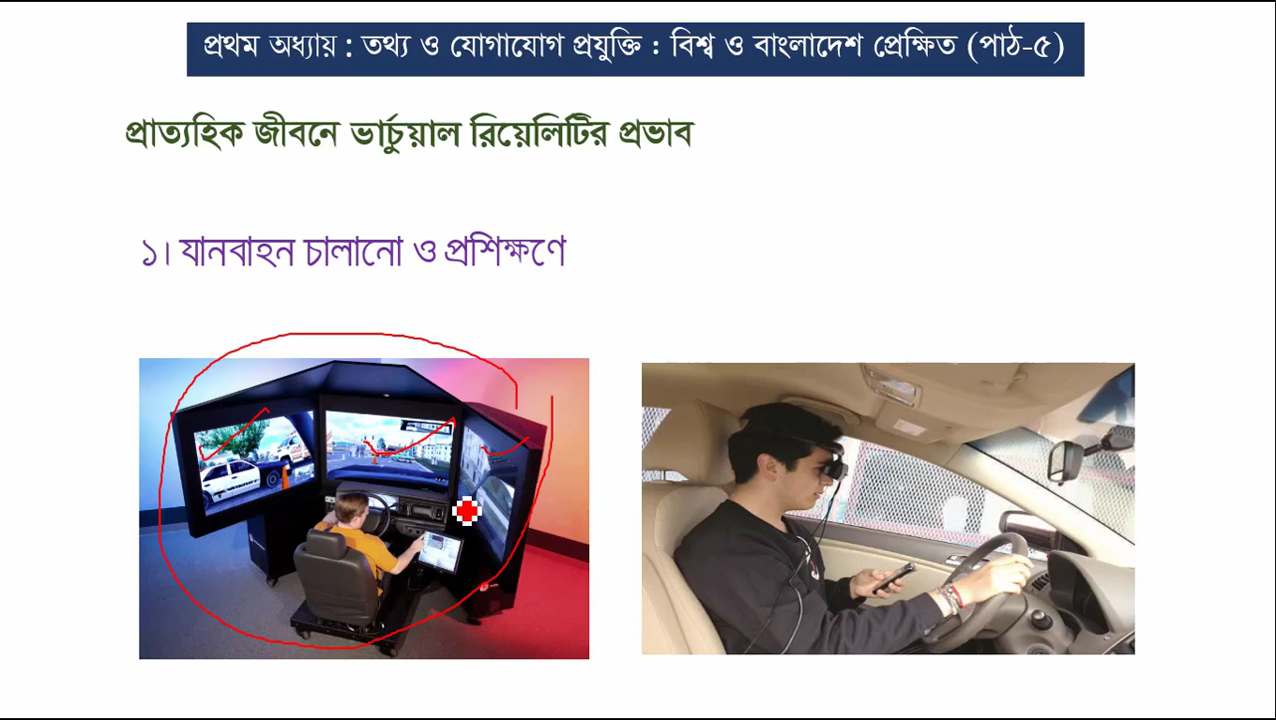 প্রথম অধ্যায় : তথ্য ও যোগাযোগ প্রযুক্তি : বিশ্ব ও বাংলাদেশ প্রেক্ষিত (পাঠ-৫)
প্রাত্যহিক জীবনে ভার্চুয়াল রিয়েলিটির প্রভাব
১। যানবাহন চালানো ও প্রশিক্ষণে